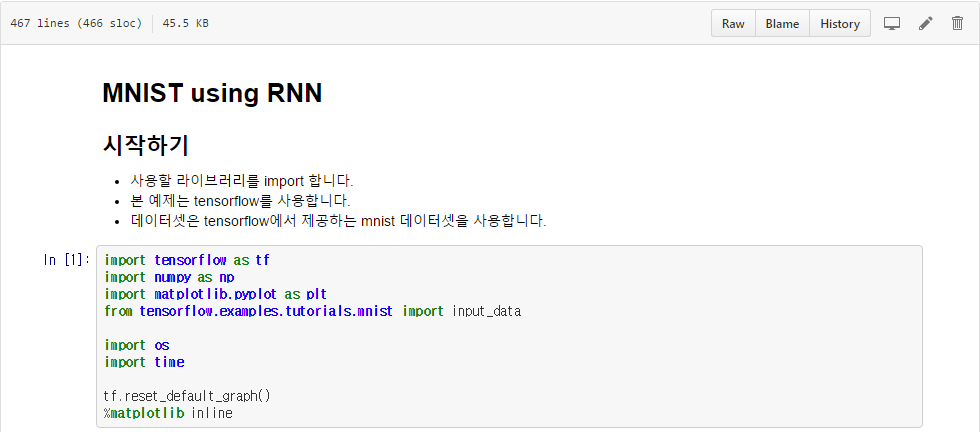 467 lines (466 sloc) 45.5 KB
Raw Blame History
MNIST using RNN
시작하기
사용할 라이브러리를 import 합니다.
본 예제는 tensorflow를 사용합니다.
데이터셋은 tensorflow에서 제공하는 mnist 데이터셋을 사용합니다.
In [1]:
import tensorflow as tf
import numpy as np
import matplotlib.pyplot as plt
from tensorflow.examples.tutorials.mnist import input_data
import os
import time
tf.reset_default_graph()
%matplotlib inline